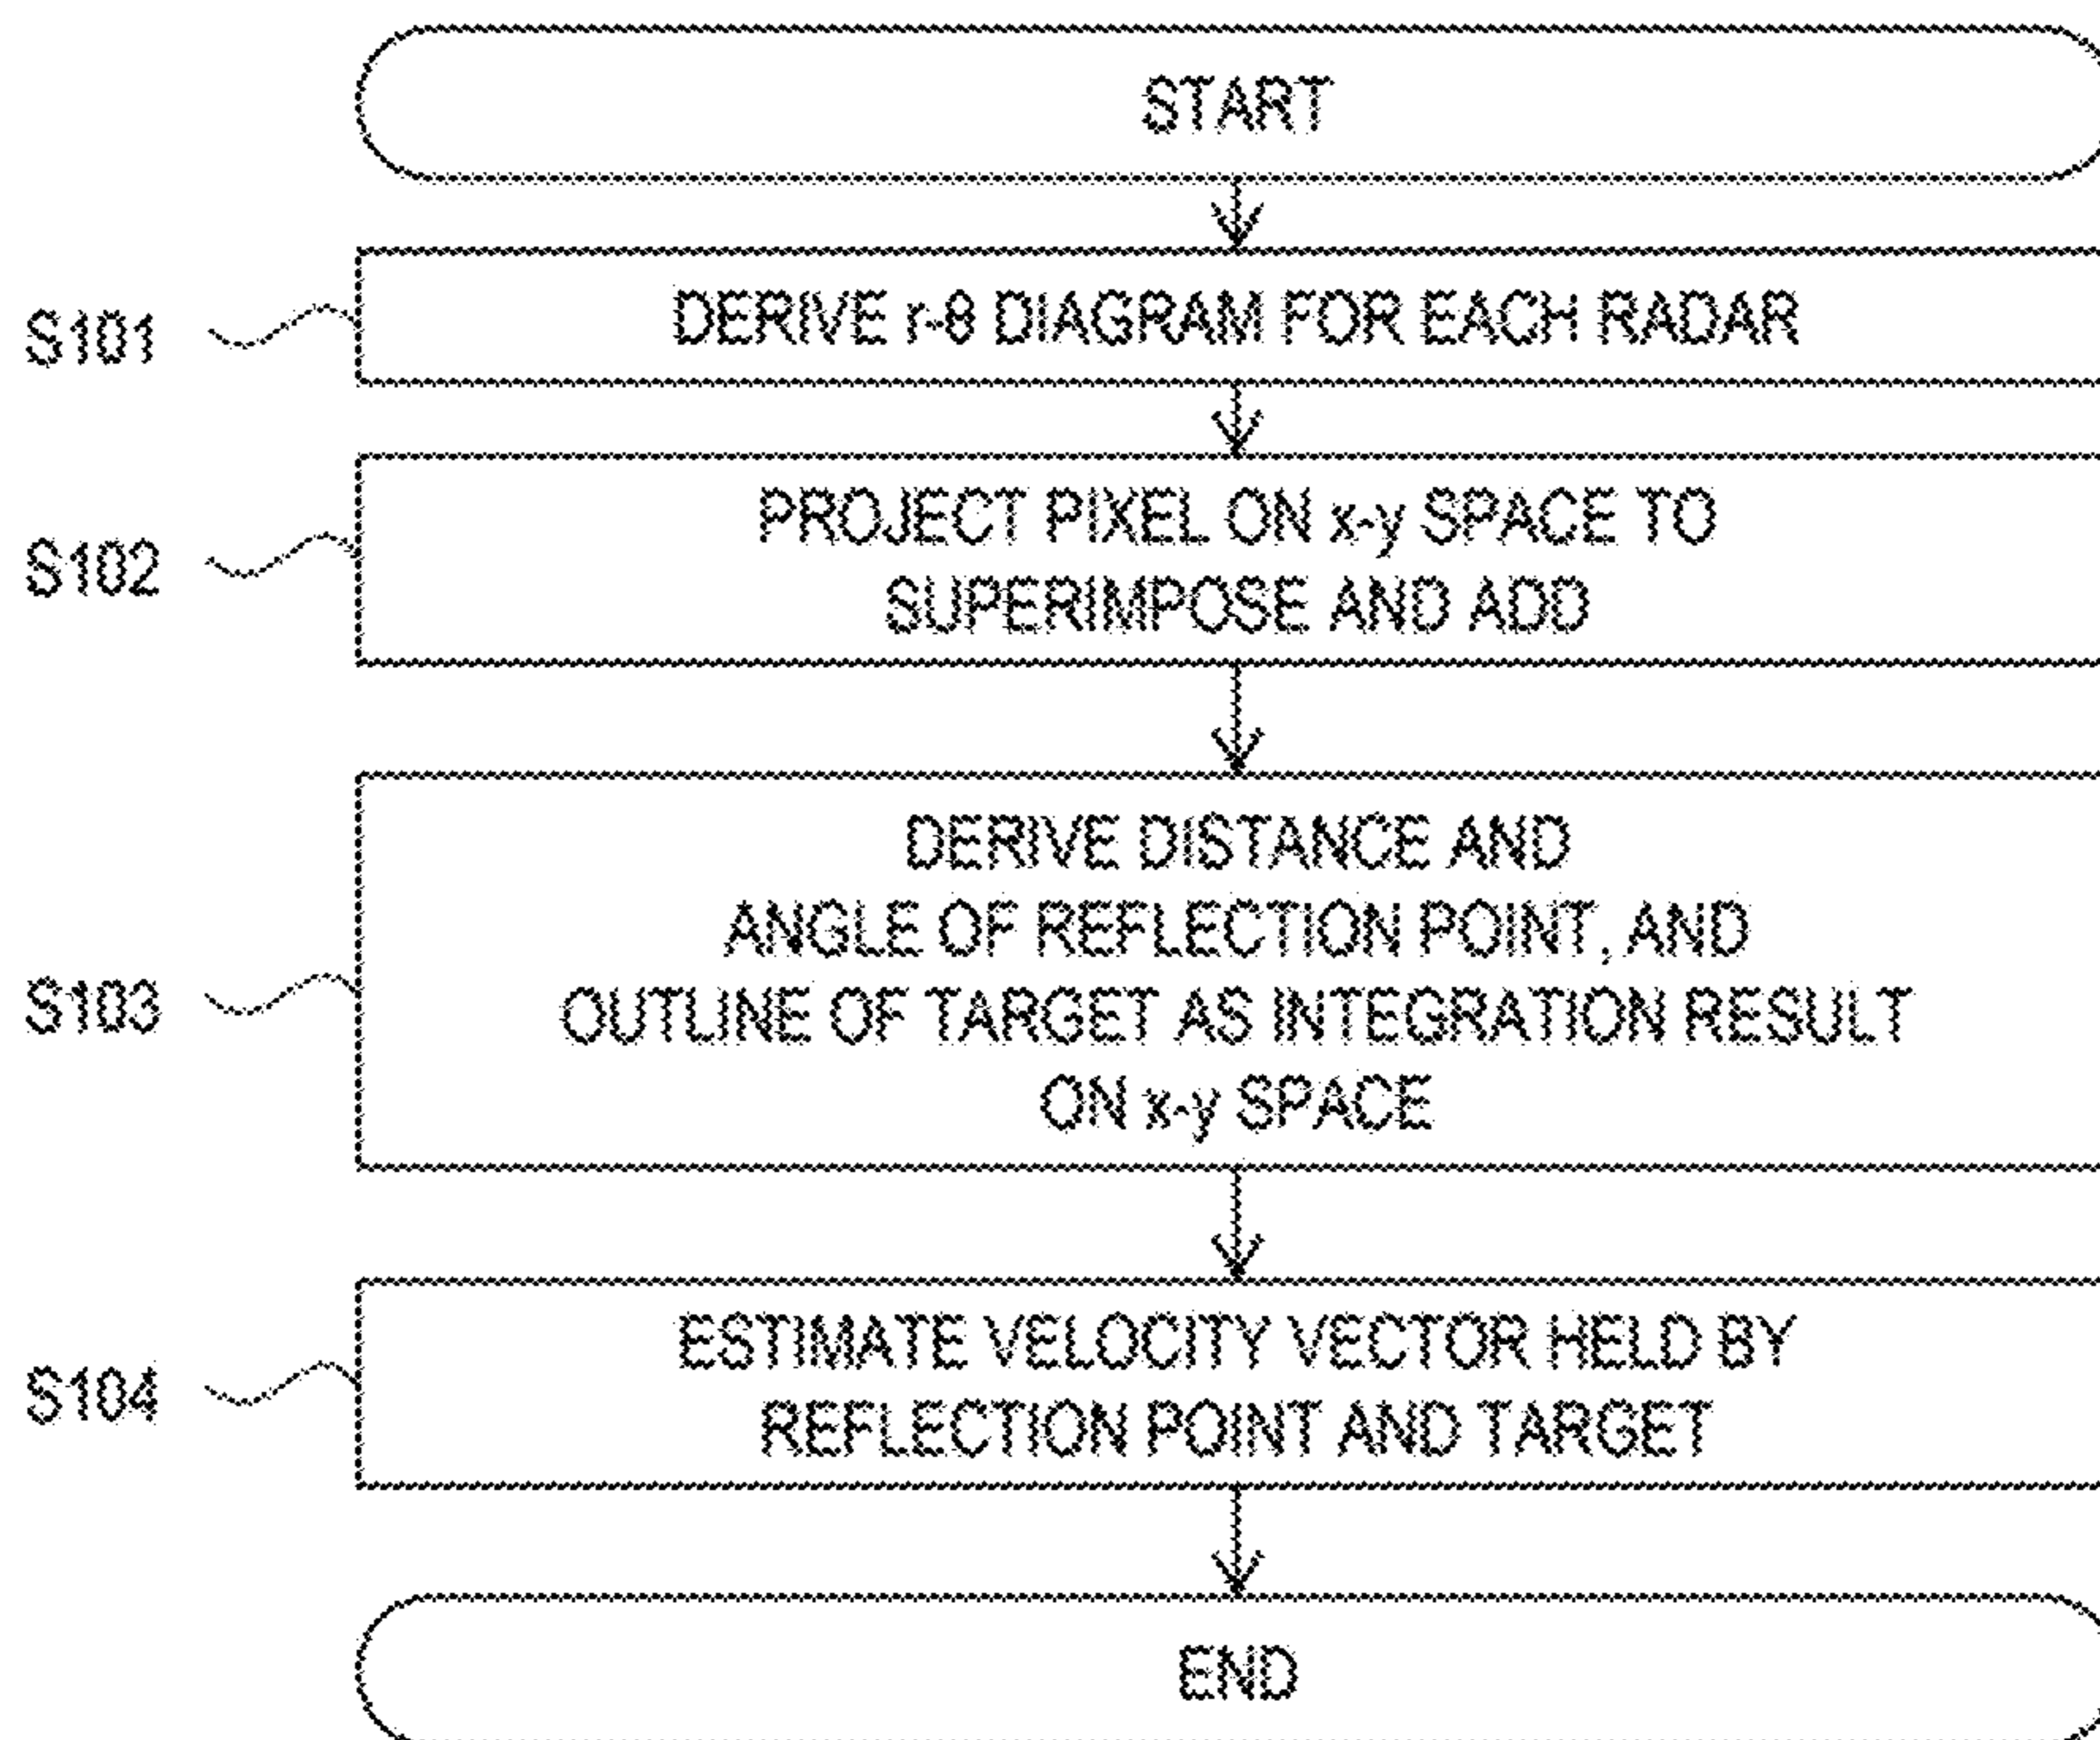 START
S101
DERIVE r-θ DIAGRAM FOR EACH RADAR
S102
PROJECT PIXEL ON x-y SPACE TO
SUPERIMPOSE AND ADD
S103
DERIVE DISTANCE AND
ANGLE OF REFLECTION POINT, AND
OUTLINE OF TARGET AS INTEGRATION RESULT
ON x-y SPACE
S104
ESTIMATE VELOCITY VECTOR HELD BY
REFLECTION POINT AND TARGET
END